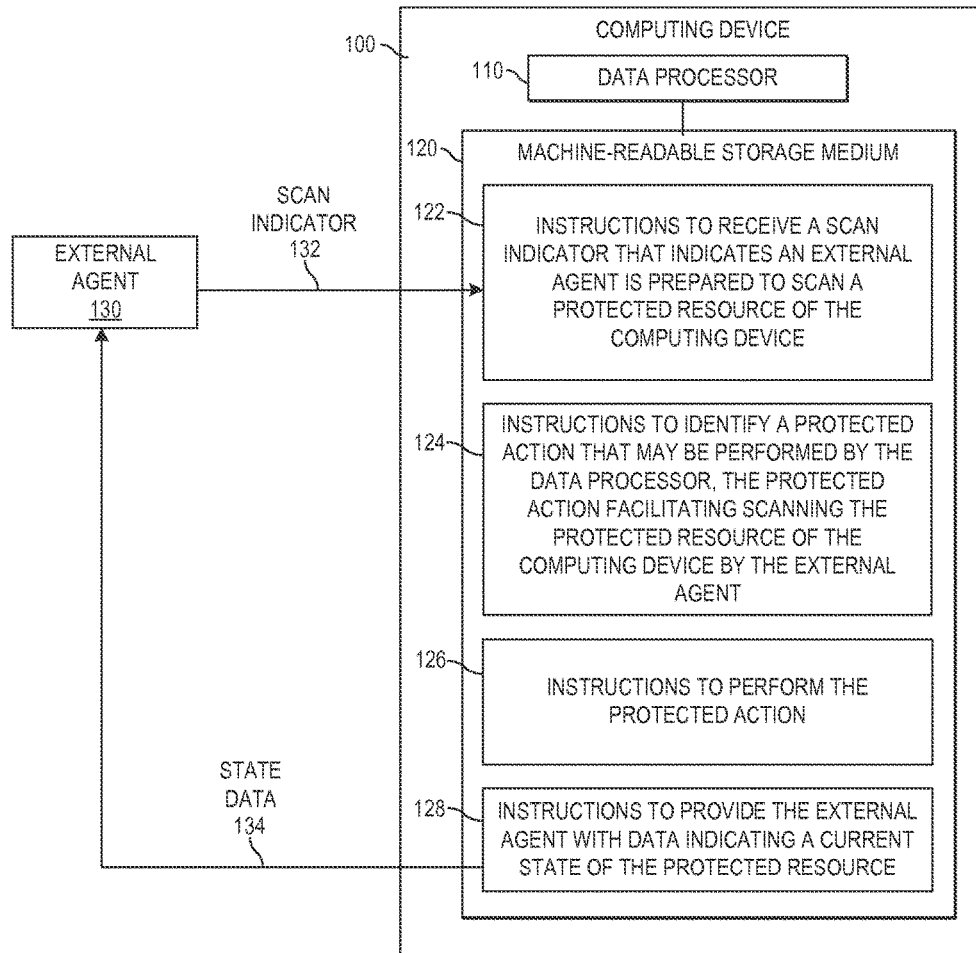 COMPUTING DEVICE
100
110
DATA PROCESSOR
120
MACHINE-READABLE STORAGE MEDIUM
SCAN
INDICATOR
132
122
INSTRUCTIONS TO RECEIVE A SCAN
INDICATOR THAT INDICATES AN EXTERNAL
AGENT IS PREPARED TO SCAN A
PROTECTED RESOURCE OF THE
COMPUTING DEVICE
EXTERNAL
AGENT
130
124
INSTRUCTIONS TO IDENTIFY A PROTECTED
ACTION THAT MAY BE PERFORMED BY THE
DATA PROCESSOR, THE PROTECTED
ACTION FACILITATING SCANNING THE
PROTECTED RESOURCE OF THE
COMPUTING DEVICE BY THE EXTERNAL
AGENT
126
INSTRUCTIONS TO PERFORM THE
PROTECTED ACTION
STATE
DATA
134
128
INSTRUCTIONS TO PROVIDE THE EXTERNAL
AGENT WITH DATA INDICATING A CURRENT
STATE OF THE PROTECTED RESOURCE